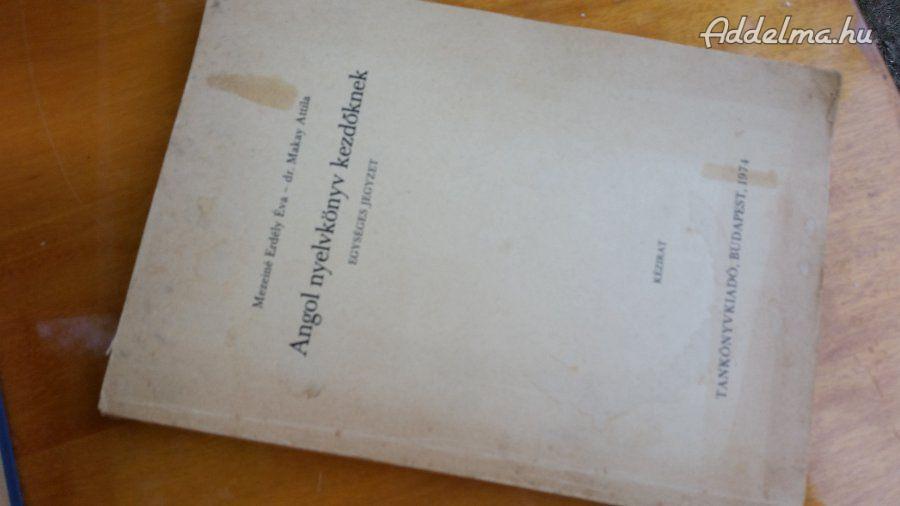 Addelma.hu
Mezeiné Erdély Éva – dr. Makay Attila
Angol nyelvkönyv kezdőknek
EGYSÉGES JEGYZET
KÉZIRAT
TANKÖNYVKIADÓ, BUDAPEST, 1974